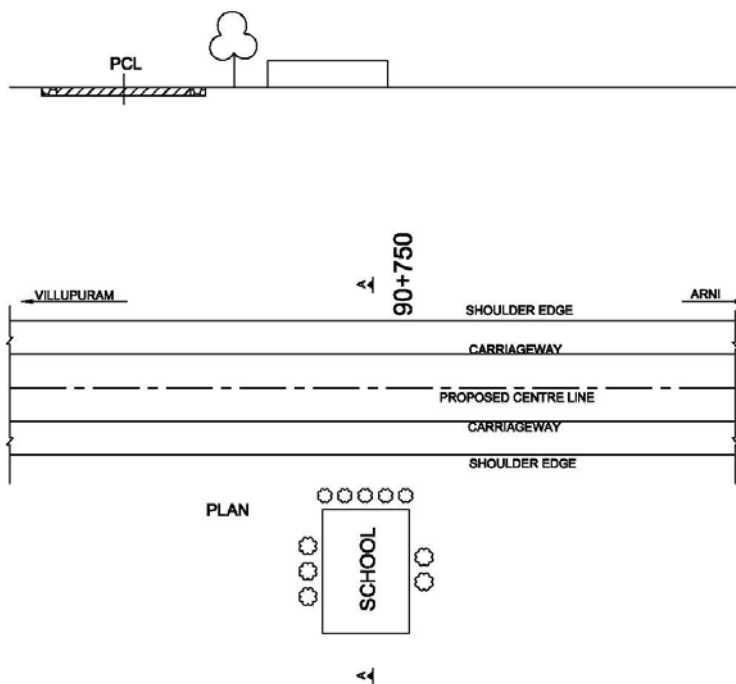 PCL
A
90+750
VILLUPURAM
ARNI
SHOULDER EDGE
CARRIAGEWAY
PROPOSED CENTRE LINE
CARRIAGEWAY
SHOULDER EDGE
PLAN
SCHOOL
A